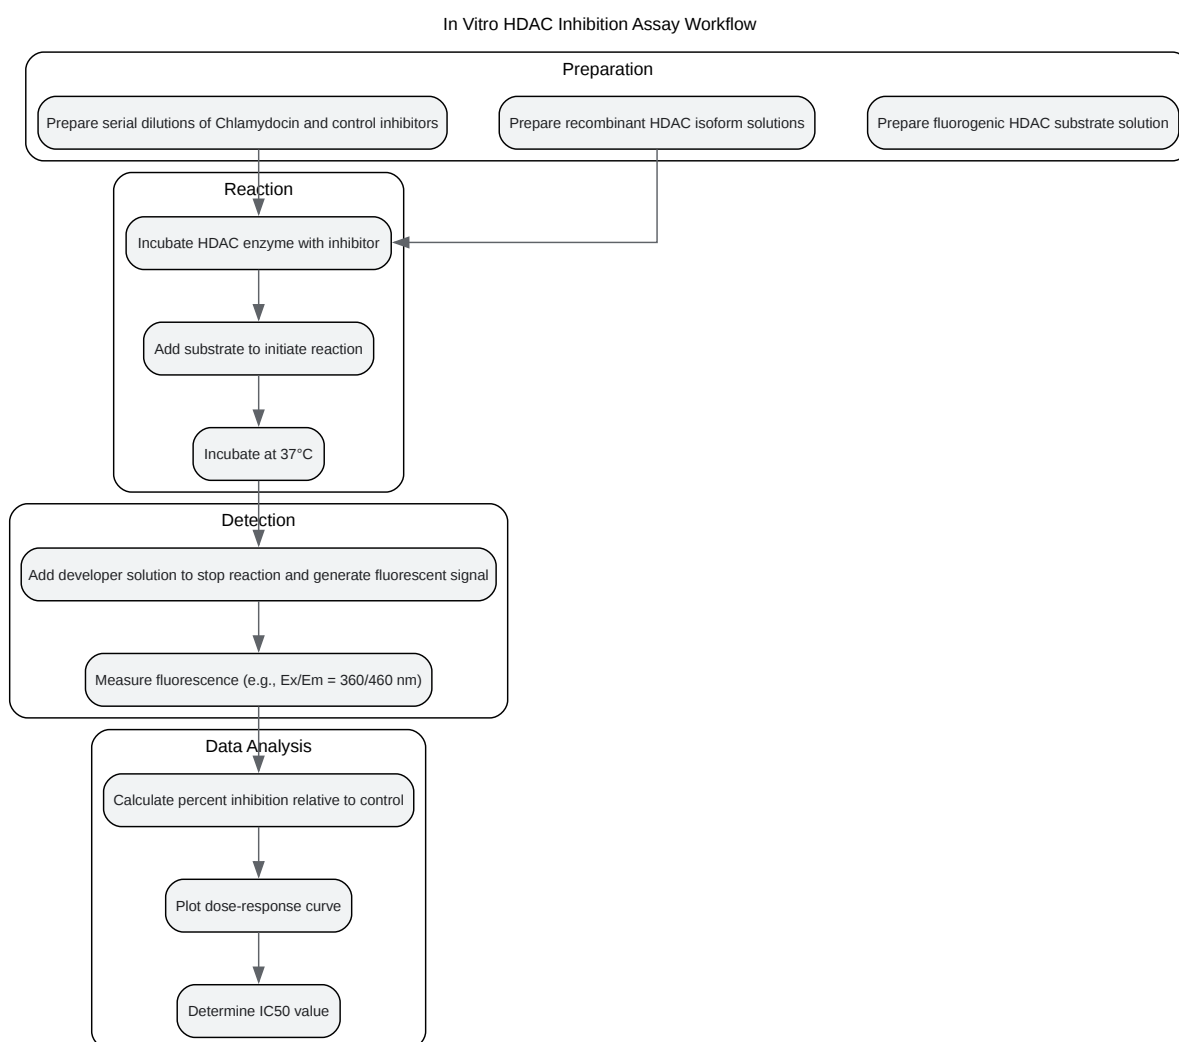 In Vitro HDAC Inhibition Assay Workflow
Preparation
Prepare serial dilutions of Chlamydocin and control inhibitors
Prepare recombinant HDAC isoform solutions
Prepare fluorogenic HDAC substrate solution
Reaction
Incubate HDAC enzyme with inhibitor
Add substrate to initiate reaction
Incubate at 37°C
Detection
Add developer solution to stop reaction and generate fluorescent signal
Measure fluorescence (e.g., Ex/Em = 360/460 nm)
Data Analysis
Calculate percent inhibition relative to control
Plot dose-response curve
Determine IC50 value